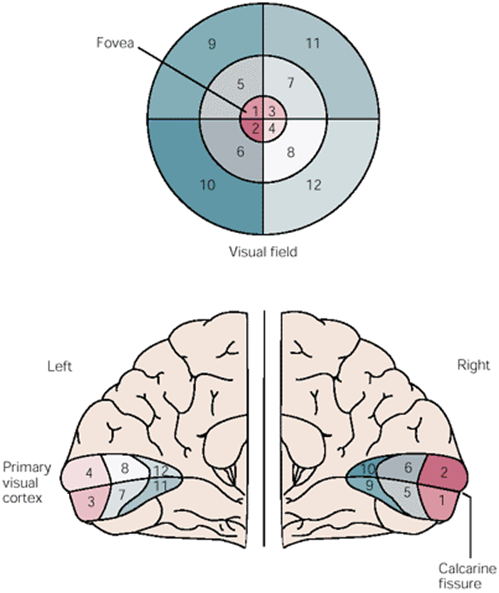 Fovea
9 11
5 7
1 3
2 4
6 8
10 12
Visual field
Left
Right
Primary
visual
cortex
4 8 12
3 7 11
10 6 2
9 5 1
Calcarine
fissure